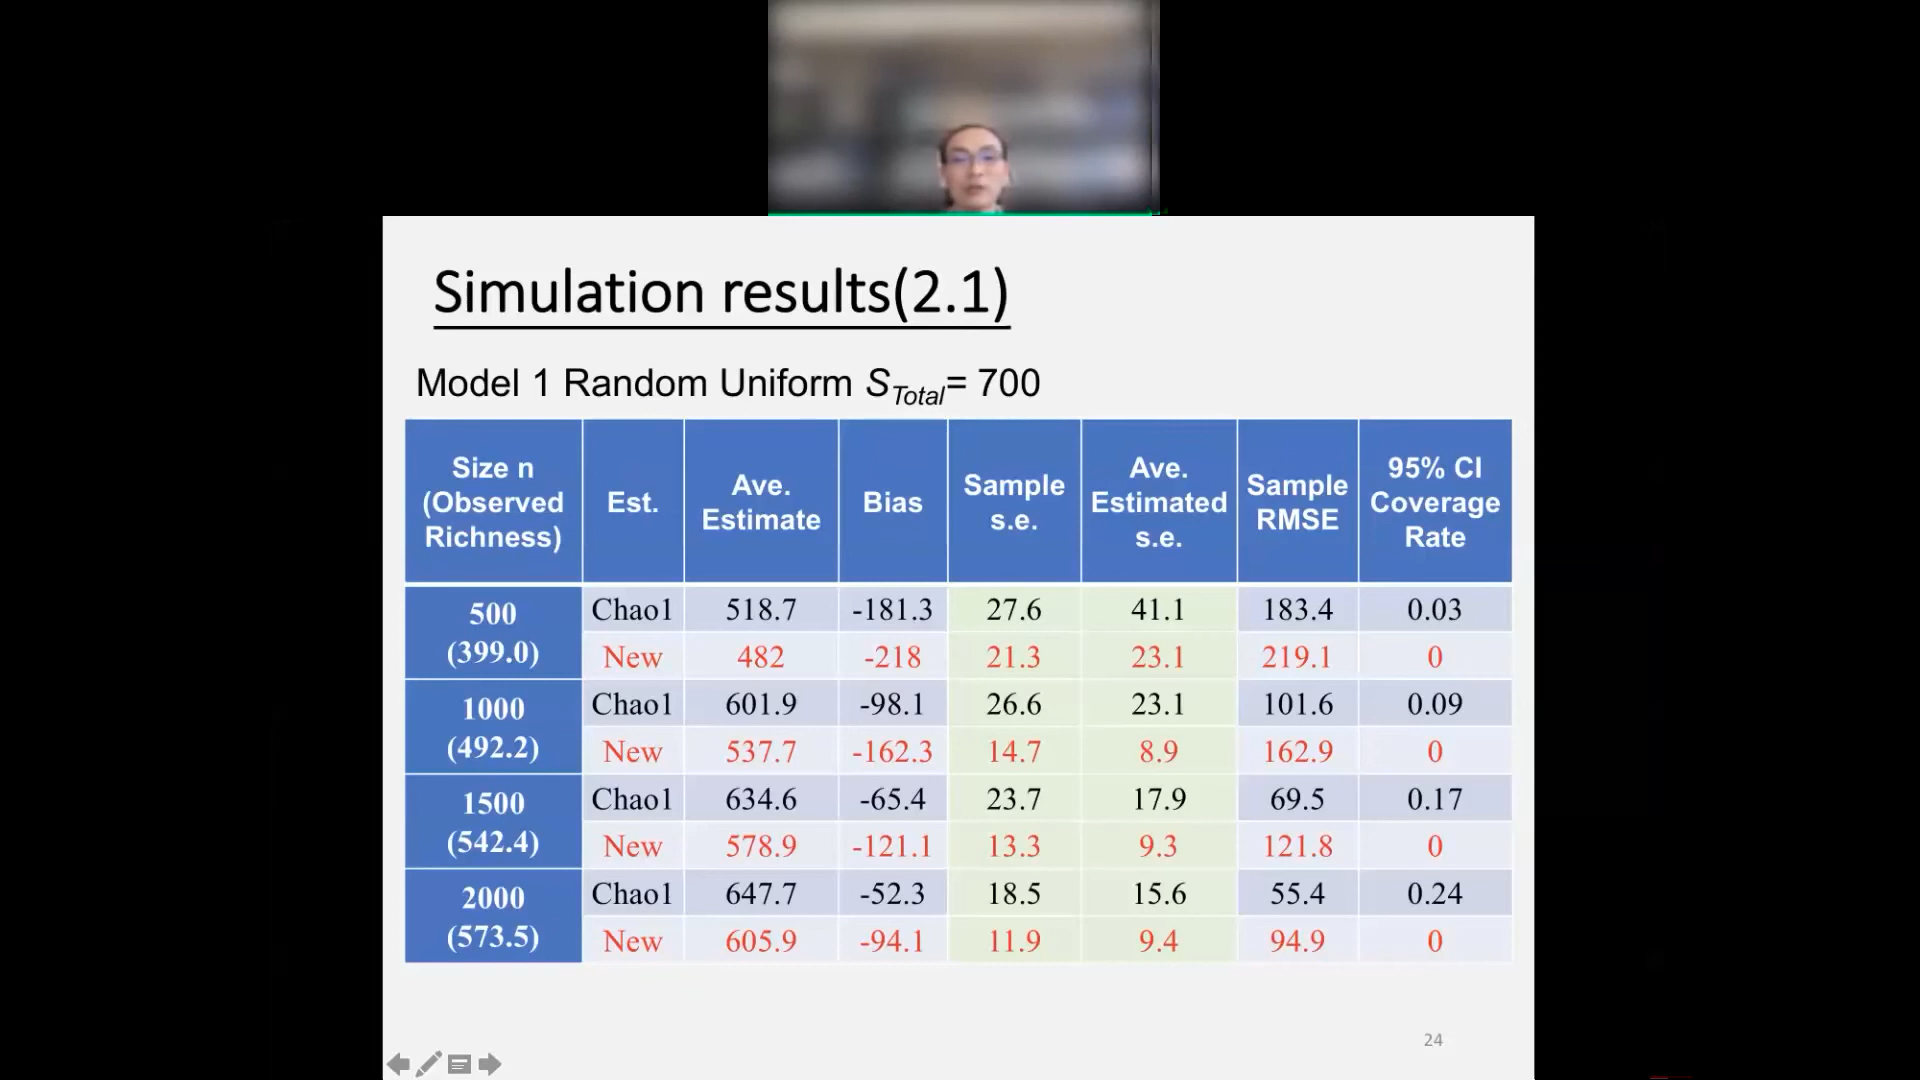 Simulation results(2.1)
Model 1 Random Uniform S_Total= 700
Size n (Observed Richness) Est. Ave. Estimate Bias Sample s.e. Ave. Estimated s.e. Sample RMSE 95% CI Coverage Rate
500 (399.0) Chao1 518.7 -181.3 27.6 41.1 183.4 0.03
New 482 -218 21.3 23.1 219.1 0
1000 (492.2) Chao1 601.9 -98.1 26.6 23.1 101.6 0.09
New 537.7 -162.3 14.7 8.9 162.9 0
1500 (542.4) Chao1 634.6 -65.4 23.7 17.9 69.5 0.17
New 578.9 -121.1 13.3 9.3 121.8 0
2000 (573.5) Chao1 647.7 -52.3 18.5 15.6 55.4 0.24
New 605.9 -94.1 11.9 9.4 94.9 0
24